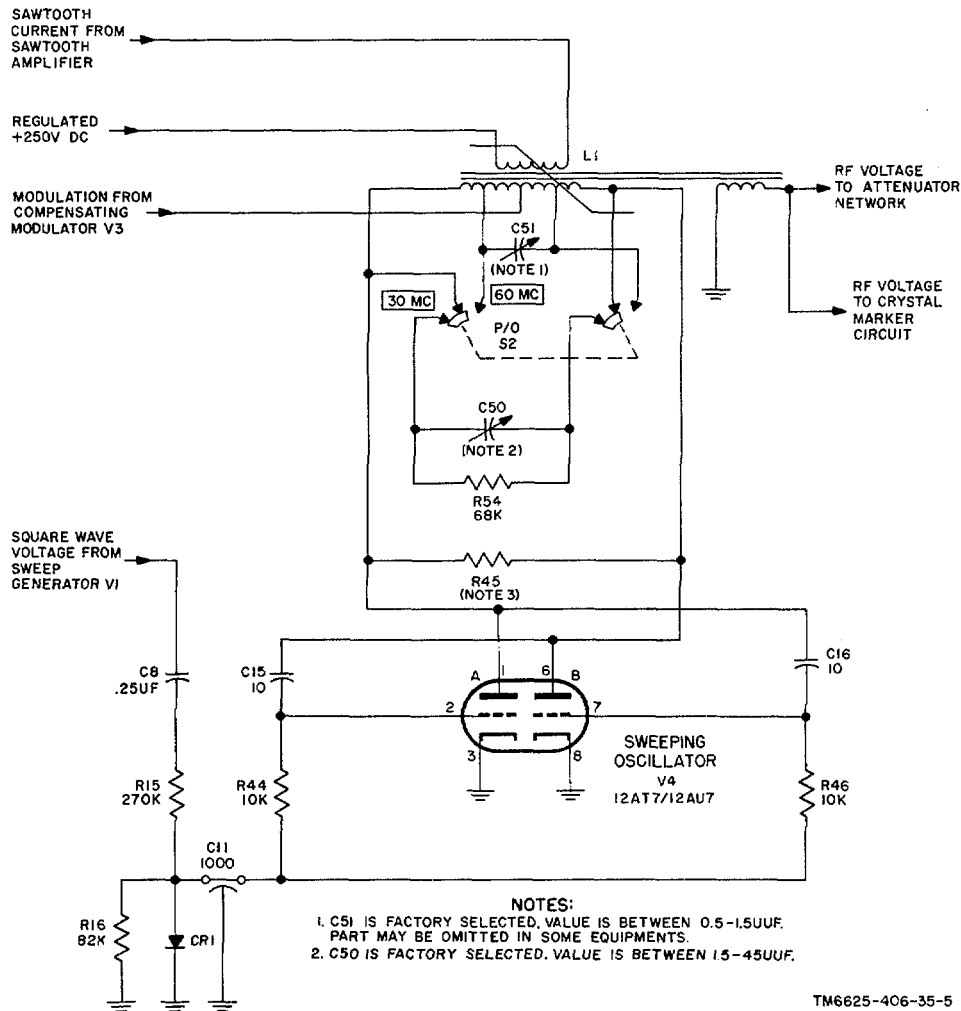 SAWTOOTH
CURRENT FROM
SAWTOOTH
AMPLIFIER
REGULATED
+250V DC
L1
MODULATION FROM
COMPENSATING
MODULATOR V3
RF VOLTAGE
TO ATTENUATOR
NETWORK
C51
(NOTE 1)
30 MC
60 MC
P/O
S2
RF VOLTAGE
TO CRYSTAL
MARKER
CIRCUIT
C50
(NOTE 2)
R54
68K
SQUARE WAVE
VOLTAGE FROM
SWEEP
GENERATOR V1
R45
(NOTE 3)
C8
.25UF
C15
10
A
1
6
B
C16
10
2
7
3
8
SWEEPING
OSCILLATOR
V4
12AT7/12AU7
R15
270K
R44
10K
R46
10K
C11
1000
R16
82K
CR1
NOTES:
1. C51 IS FACTORY SELECTED, VALUE IS BETWEEN 0.5-1.5UUF.
PART MAY BE OMITTED IN SOME EQUIPMENTS.
2. C50 IS FACTORY SELECTED, VALUE IS BETWEEN 1.5-45UUF.
TM6625-406-35-5